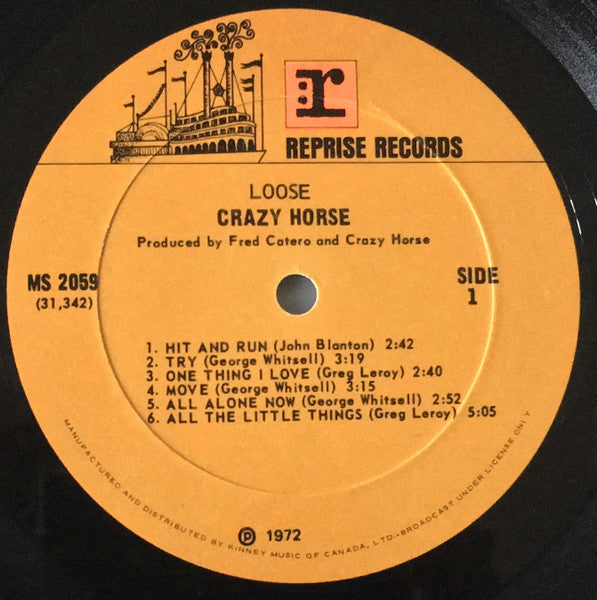 r
REPRISE RECORDS
LOOSE
CRAZY HORSE
Produced by Fred Catero and Crazy Horse
MS 2059
(31,342)
SIDE
1
1. HIT AND RUN (John Blanton) 2:42
2. TRY (George Whitsell) 3:19
3. ONE THING I LOVE (Greg Leroy) 2:40
4. MOVE (George Whitsell) 3:15
5. ALL ALONE NOW (George Whitsell) 2:52
6. ALL THE LITTLE THINGS (Greg Leroy) 5:05
℗ 1972
MANUFACTURED AND DISTRIBUTED BY KINNEY MUSIC OF CANADA, LTD.-BROADCAST UNDER LICENSE ONLY